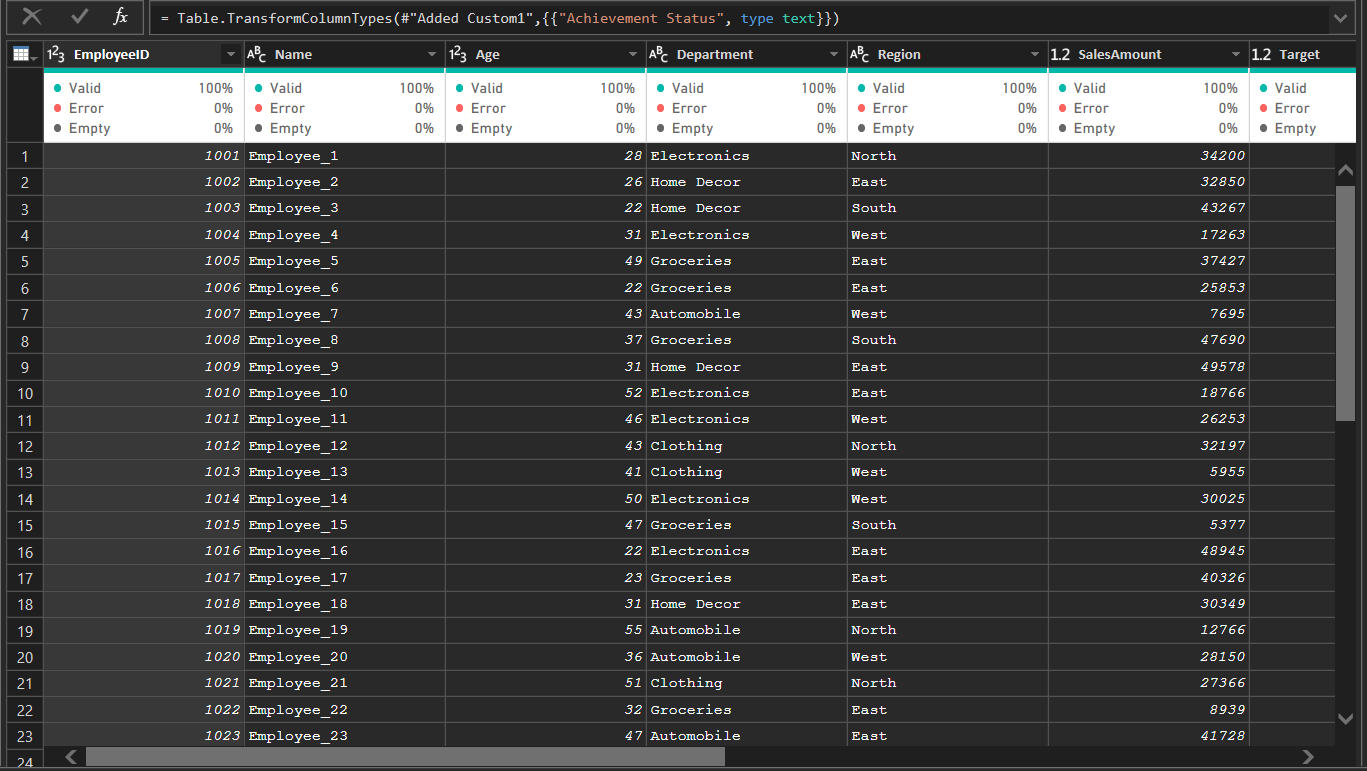 fx = Table.TransformColumnTypes(#"Added Custom1",{{"Achievement Status", type text}})
1²3 EmployeeID ABC Name 1²3 Age ABC Department ABC Region 1.2 SalesAmount 1.2 Target
Valid 100% Valid 100% Valid 100% Valid 100% Valid 100% Valid 100% Valid
Error 0% Error 0% Error 0% Error 0% Error 0% Error 0% Error
Empty 0% Empty 0% Empty 0% Empty 0% Empty 0% Empty 0% Empty
1 1001 Employee_1 28 Electronics North 34200
2 1002 Employee_2 26 Home Decor East 32850
3 1003 Employee_3 22 Home Decor South 43267
4 1004 Employee_4 31 Electronics West 17263
5 1005 Employee_5 49 Groceries East 37427
6 1006 Employee_6 22 Groceries East 25853
7 1007 Employee_7 43 Automobile West 7695
8 1008 Employee_8 37 Groceries South 47690
9 1009 Employee_9 31 Home Decor East 49578
10 1010 Employee_10 52 Electronics East 18766
11 1011 Employee_11 46 Electronics West 26253
12 1012 Employee_12 43 Clothing North 32197
13 1013 Employee_13 41 Clothing West 5955
14 1014 Employee_14 50 Electronics West 30025
15 1015 Employee_15 47 Groceries South 5377
16 1016 Employee_16 22 Electronics East 48945
17 1017 Employee_17 23 Groceries East 40326
18 1018 Employee_18 31 Home Decor East 30349
19 1019 Employee_19 55 Automobile North 12766
20 1020 Employee_20 36 Automobile West 28150
21 1021 Employee_21 51 Clothing North 27366
22 1022 Employee_22 32 Groceries East 8939
23 1023 Employee_23 47 Automobile East 41728
24